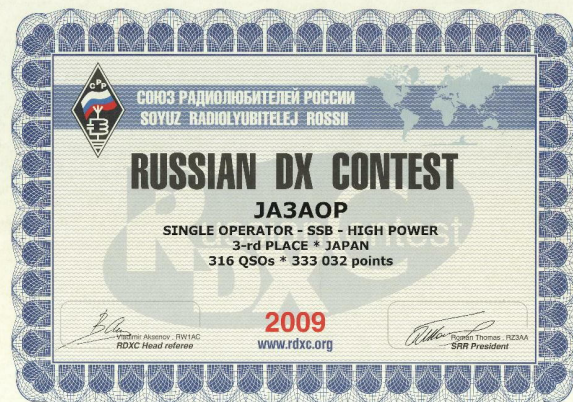 СРР
СОЮЗ РАДИОЛЮБИТЕЛЕЙ РОССИИ
SOYUZ RADIOLYUBITELEJ ROSSII
RUSSIAN DX CONTEST
JA3AOP
SINGLE OPERATOR - SSB - HIGH POWER
3-rd PLACE * JAPAN
316 QSOs * 333 032 points
2009
www.rdxc.org
Vladimir Aksenov, RW1AC
RDXC Head referee
Roman Thomas, RZ3AA
SRR President